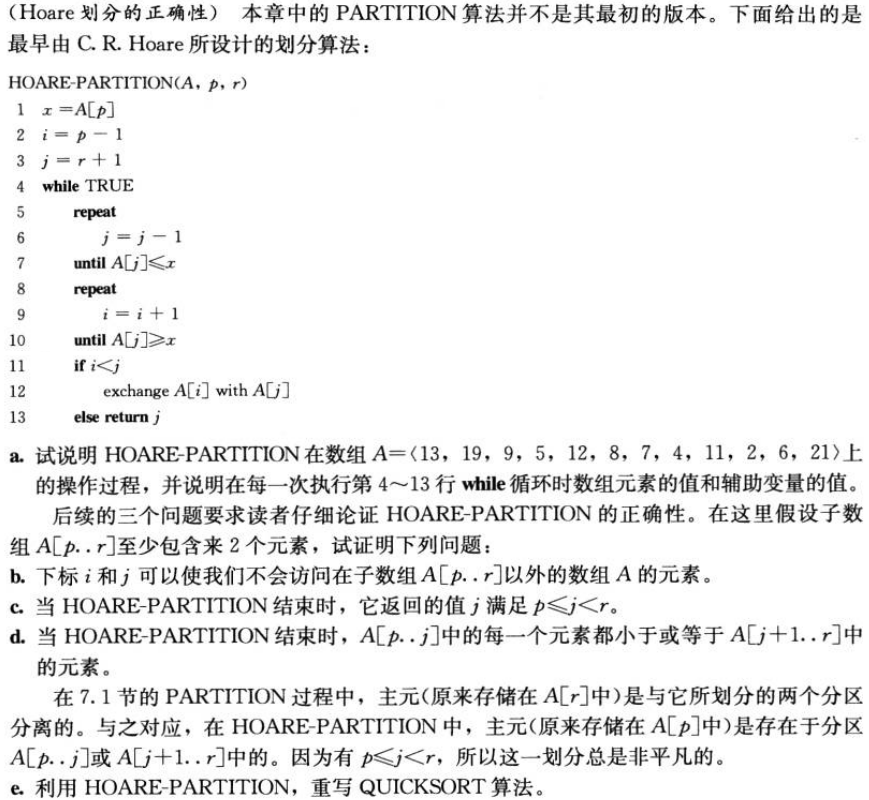 (Hoare 划分的正确性) 本章中的 PARTITION 算法并不是其最初的版本。下面给出的是
最早由 C. R. Hoare 所设计的划分算法：
HOARE-PARTITION(A, p, r)
1 x =A[p]
2 i = p - 1
3 j = r + 1
4 while TRUE
5 repeat
6 j = j - 1
7 until A[j]≤x
8 repeat
9 i = i + 1
10 until A[j]≥x
11 if i<j
12 exchange A[i] with A[j]
13 else return j
a. 试说明 HOARE-PARTITION 在数组 A=〈13, 19, 9, 5, 12, 8, 7, 4, 11, 2, 6, 21〉上
的操作过程，并说明在每一次执行第 4～13 行 while 循环时数组元素的值和辅助变量的值。
后续的三个问题要求读者仔细论证 HOARE-PARTITION 的正确性。在这里假设子数
组 A[p..r]至少包含来 2 个元素，试证明下列问题：
b. 下标 i 和 j 可以使我们不会访问在子数组 A[p..r]以外的数组 A 的元素。
c. 当 HOARE-PARTITION 结束时，它返回的值 j 满足 p≤j<r。
d. 当 HOARE-PARTITION 结束时，A[p..j]中的每一个元素都小于或等于 A[j+1..r]中
的元素。
在 7.1 节的 PARTITION 过程中，主元(原来存储在 A[r]中)是与它所划分的两个分区
分离的。与之对应，在 HOARE-PARTITION 中，主元(原来存储在 A[p]中)是存在于分区
A[p..j]或 A[j+1..r]中的。因为有 p≤j<r，所以这一划分总是非平凡的。
e. 利用 HOARE-PARTITION，重写 QUICKSORT 算法。